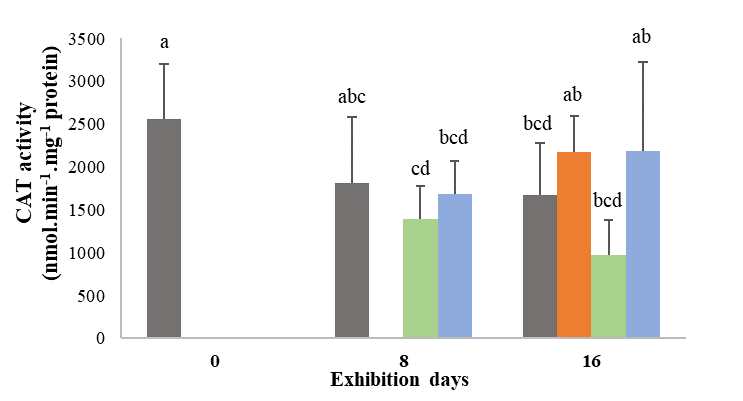 CAT activity
(nmol.min⁻¹.mg⁻¹ protein)
3500
3000
2500
2000
1500
1000
500
0
a
abc
cd
bcd
bcd
ab
bcd
ab
0
8
16
Exhibition days